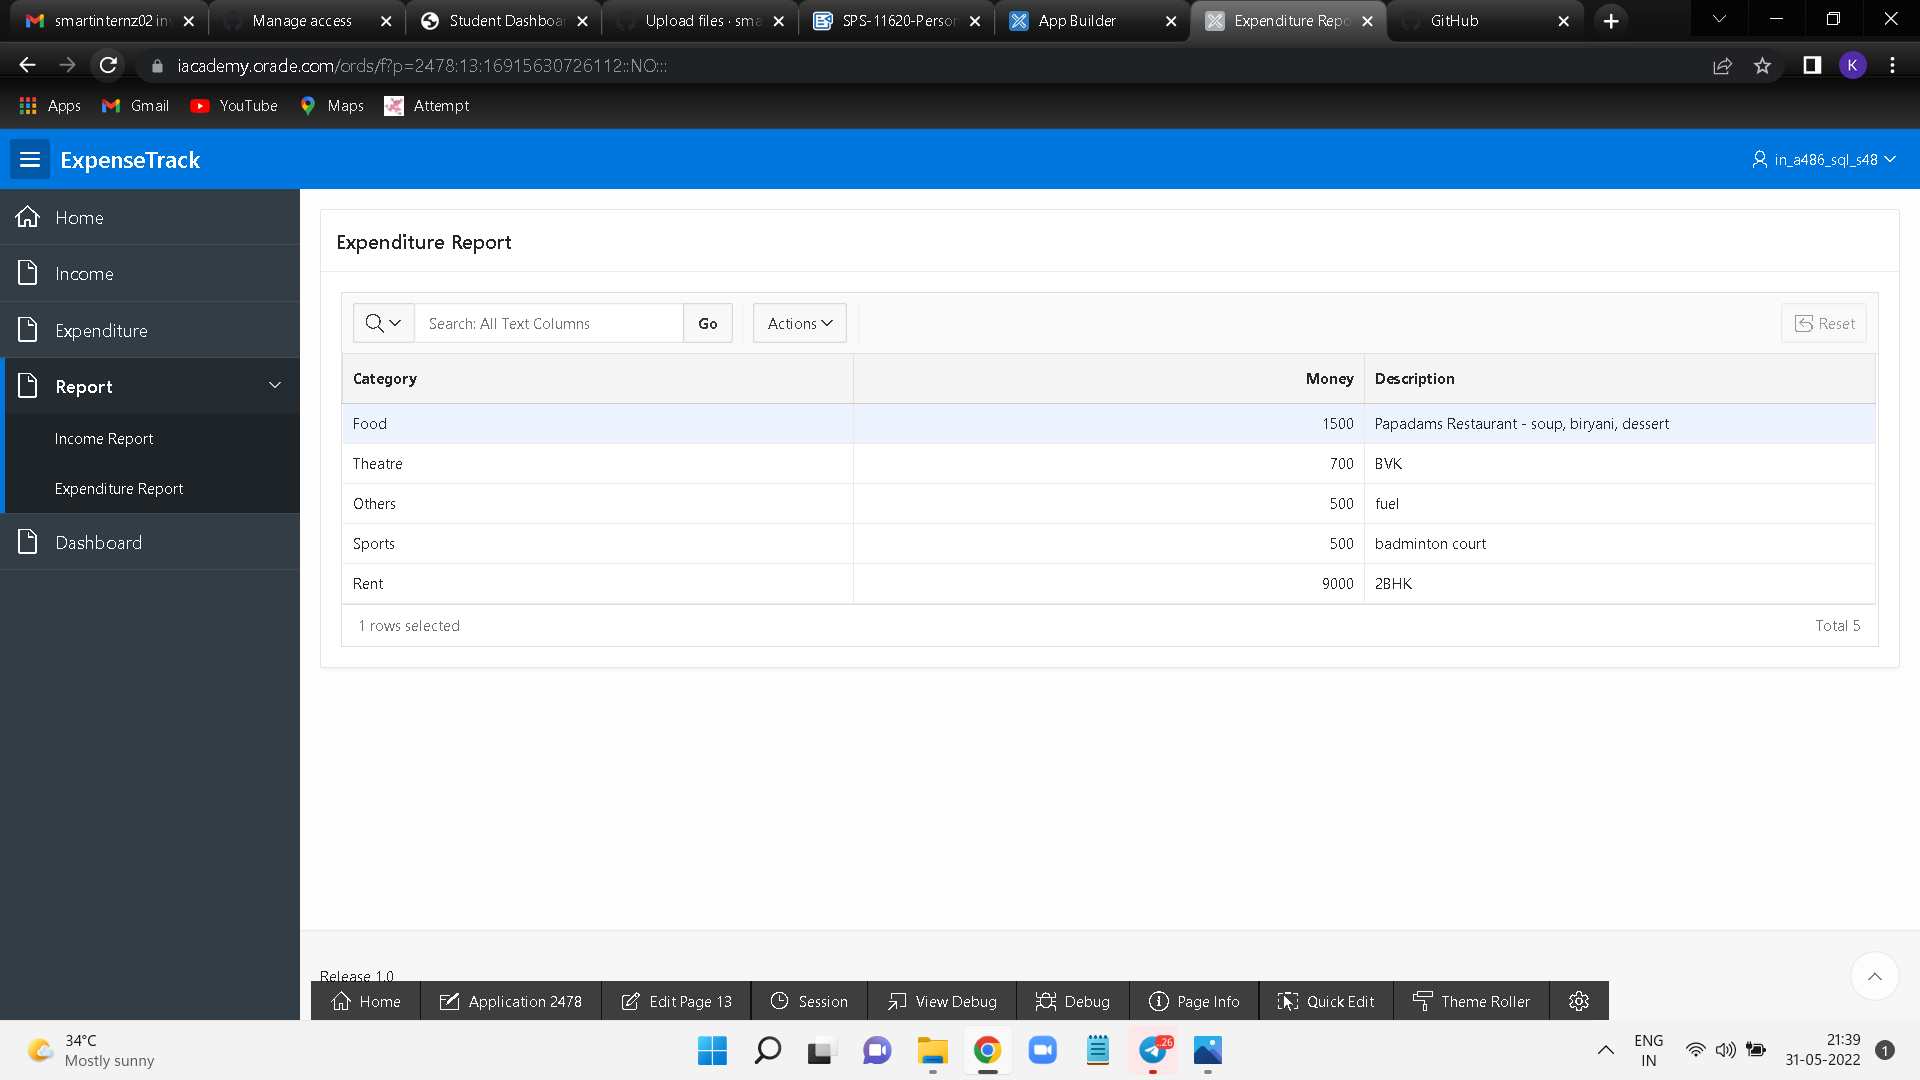 smartinternz02 in
Manage access
Student Dashboar
Upload files · sma
SPS-11620-Person
App Builder
Expenditure Repo
GitHub
iacademy.oracle.com/ords/f?p=2478:13:16915630726112::NO:::
K
Apps
Gmail
YouTube
Maps
Attempt
ExpenseTrack
in_a486_sql_s48
Home
Income
Expenditure
Report
Income Report
Expenditure Report
Dashboard
Expenditure Report
Search: All Text Columns
Go
Actions
Reset
Category Money Description
Food 1500 Papadams Restaurant - soup, biryani, dessert
Theatre 700 BVK
Others 500 fuel
Sports 500 badminton court
Rent 9000 2BHK
1 rows selected Total 5
Release 1.0
Home
Application 2478
Edit Page 13
Session
View Debug
Debug
Page Info
Quick Edit
Theme Roller
34°C
Mostly sunny
..26
ENG
IN
21:39
31-05-2022
1